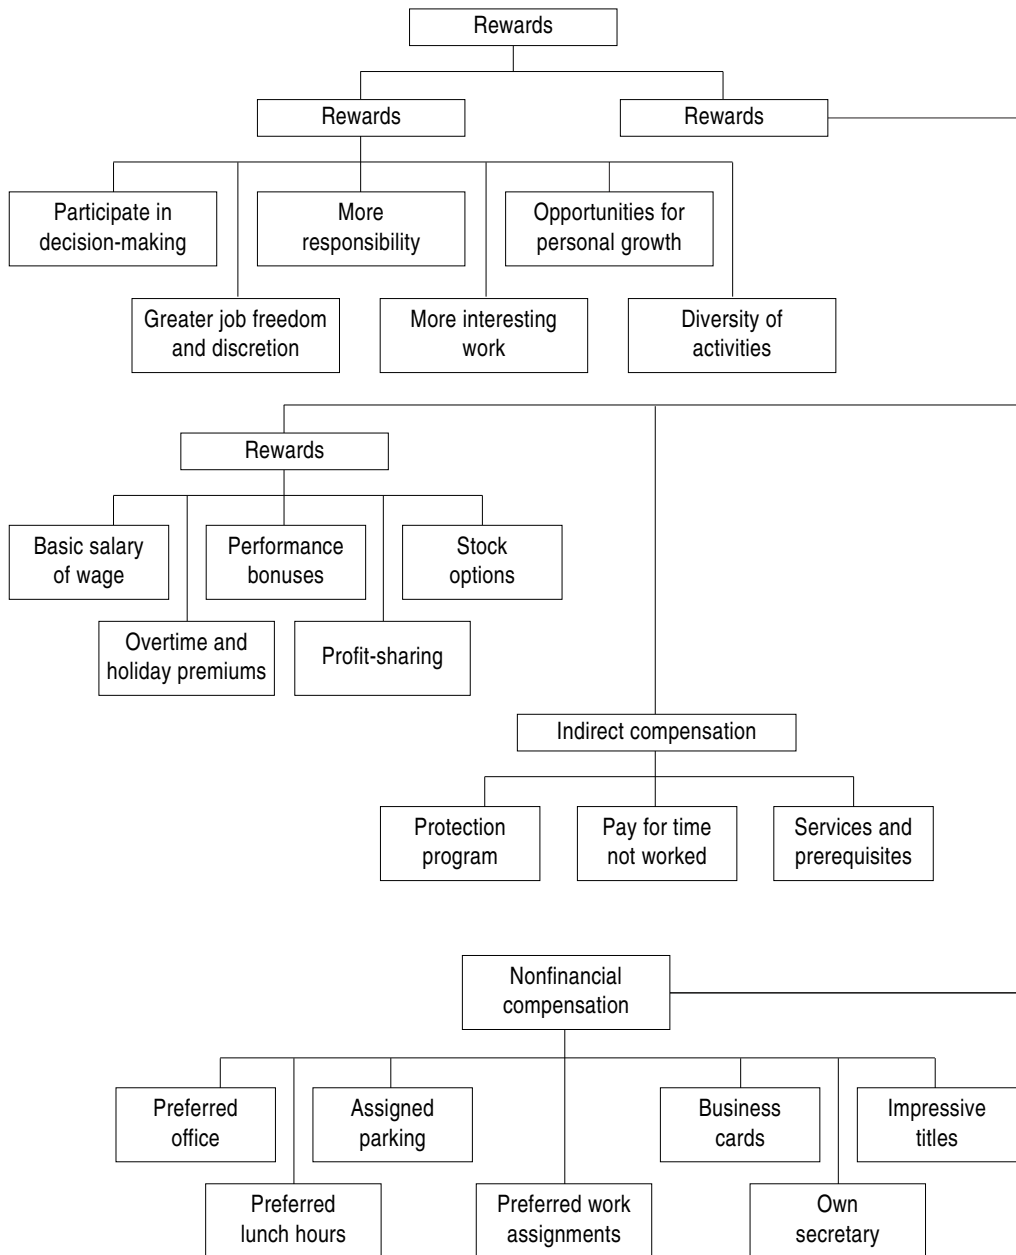 Rewards
Rewards
Rewards
Participate in
decision-making
More
responsibility
Opportunities for
personal growth
Greater job freedom
and discretion
More interesting
work
Diversity of
activities
Rewards
Basic salary
of wage
Performance
bonuses
Stock
options
Overtime and
holiday premiums
Profit-sharing
Indirect compensation
Protection
program
Pay for time
not worked
Services and
prerequisites
Nonfinancial
compensation
Preferred
office
Assigned
parking
Business
cards
Impressive
titles
Preferred
lunch hours
Preferred work
assignments
Own
secretary